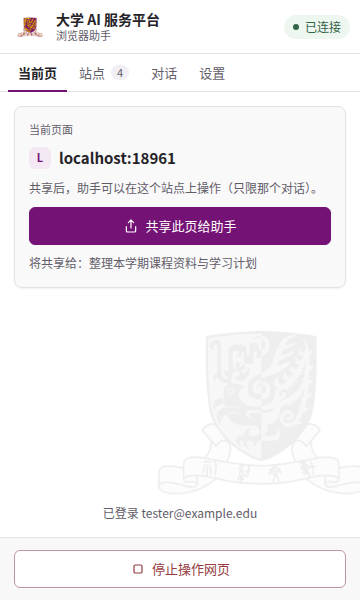 大学 AI 服务平台
浏览器助手
已连接
当前页
站点 4
对话
设置
当前页面
L
localhost:18961
共享后，助手可以在这个站点上操作（只限那个对话）。
共享此页给助手
将共享给：整理本学期课程资料与学习计划
已登录 tester@example.edu
停止操作网页